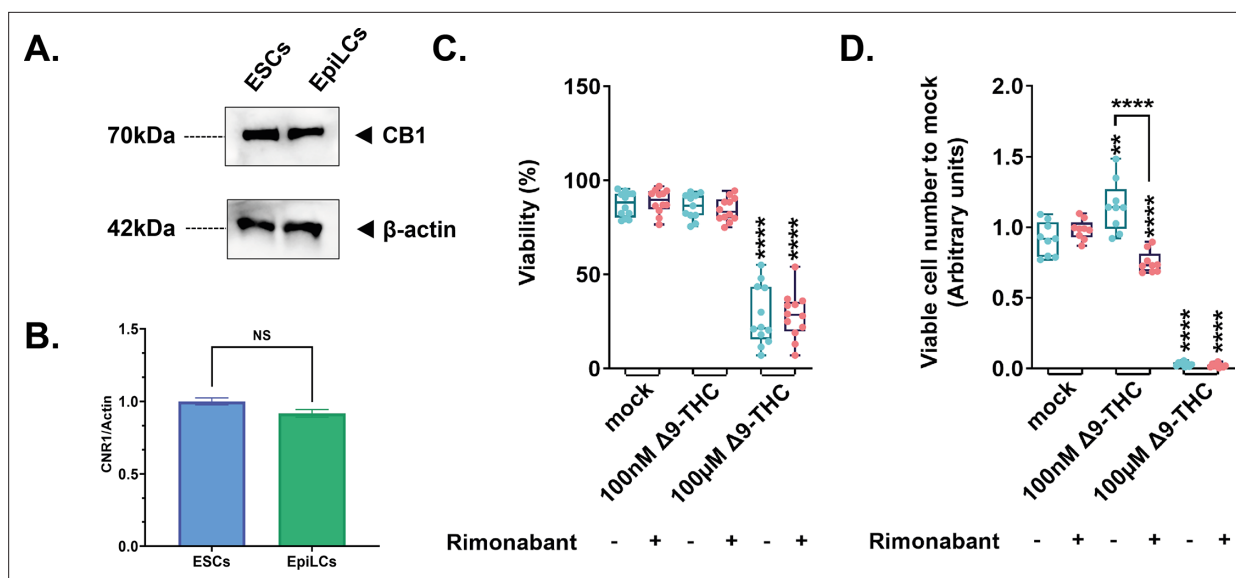 A.
ESCs
EpiLCs
70kDa
CB1
42kDa
β-actin
B.
CNR1/Actin
1.5
1.0
0.5
0.0
NS
ESCs
EpiLCs
C.
Viability (%)
150
100
50
0
****
****
mock
100nM Δ9-THC
100μM Δ9-THC
Rimonabant - + - + - +
D.
Viable cell number to mock
(Arbitrary units)
2.0
1.5
1.0
0.5
0.0
****
**
****
****
****
mock
100nM Δ9-THC
100μM Δ9-THC
Rimonabant - + - + - +